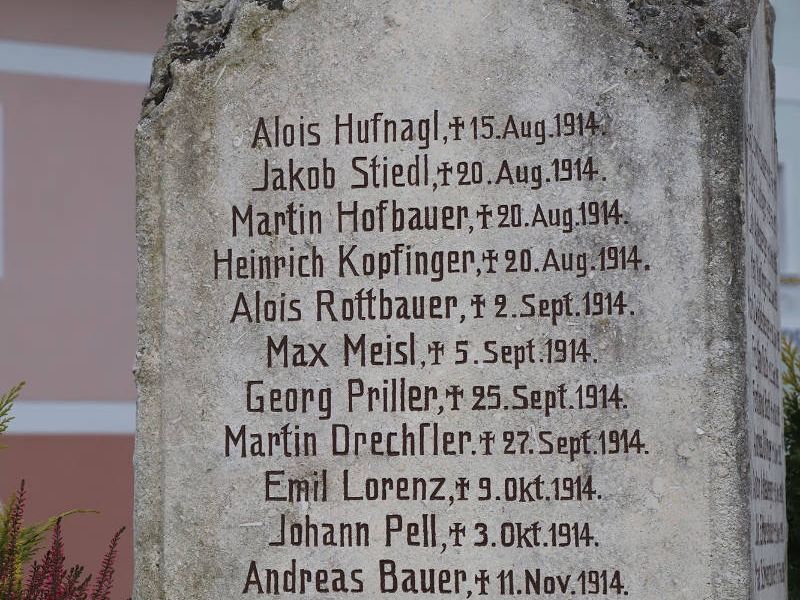 Alois Hufnagl,✝15.Aug.1914.
Jakob Stiedl,✝20.Aug.1914.
Martin Hofbauer,✝20.Aug.1914.
Heinrich Kopfinger,✝20.Aug.1914.
Alois Rottbauer,✝2.Sept.1914.
Max Meisl,✝5.Sept.1914.
Georg Priller,✝25.Sept.1914.
Martin Drechſler.✝27.Sept.1914.
Emil Lorenz,✝9.Okt.1914.
Johann Pell,✝3.Okt.1914.
Andreas Bauer,✝11.Nov.1914.